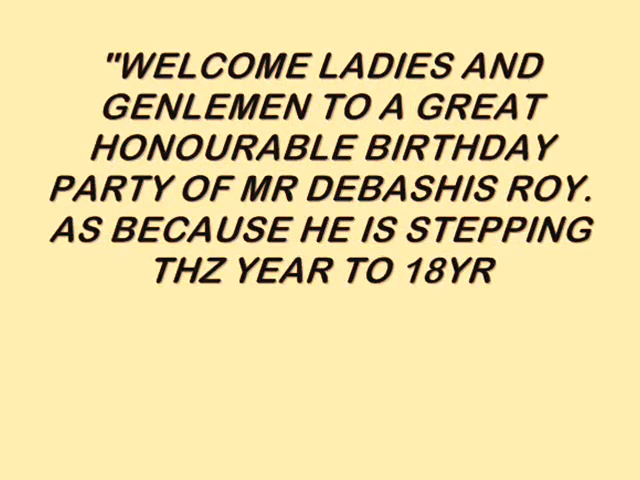 "WELCOME LADIES AND
GENLEMEN TO A GREAT
HONOURABLE BIRTHDAY
PARTY OF MR DEBASHIS ROY.
AS BECAUSE HE IS STEPPING
THZ YEAR TO 18YR